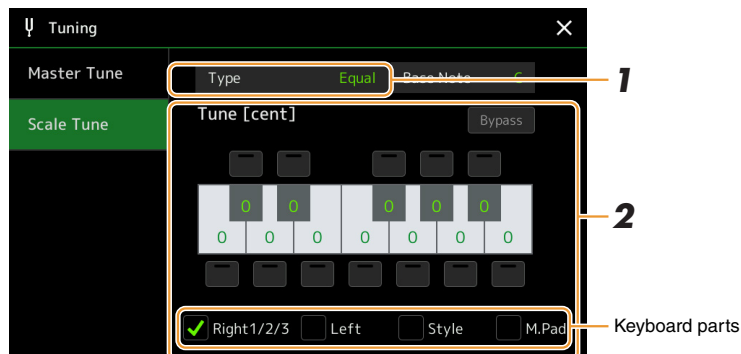 Tuning
Master Tune
Type Equal Base Note C
1
Scale Tune
Tune [cent] Bypass
0 0 0 0 0
2
0 0 0 0 0 0 0
Right1/2/3 Left Style M.Pad
Keyboard parts